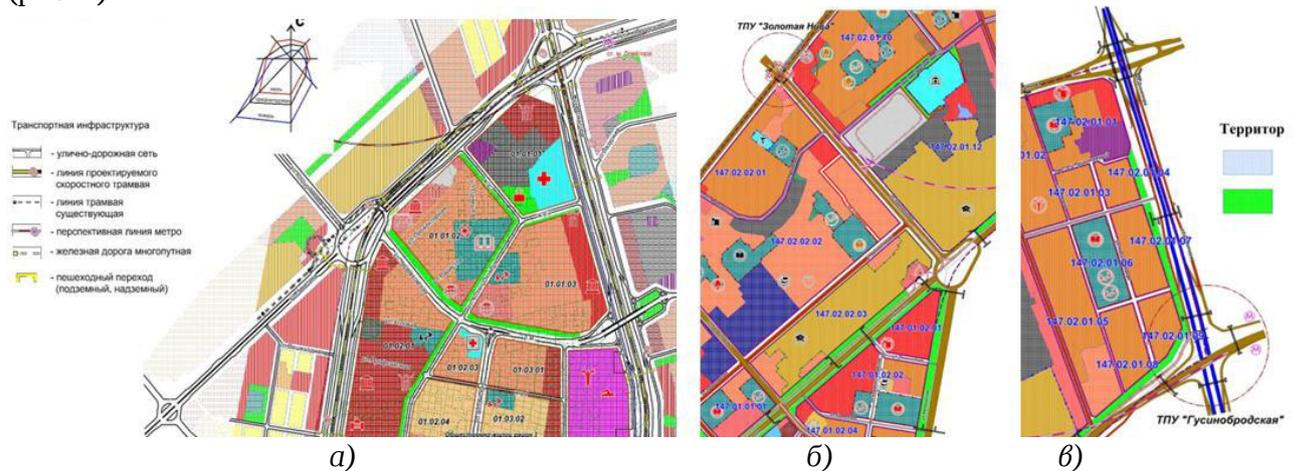 С
Транспортная инфраструктура
- улично-дорожная сеть
- линия проектируемого
скоростного трамвая
- линия трамвая
существующая
- перспективная линия метро
- железная дорога многопутная
- пешеходный переход
(подземный, надземный)
01.01.01
01.01.02
01.01.03
01.02.01
01.02.03
01.03.01
01.02.04
01.03.02
а)
ТПУ "Золотая Нива"
147.02.01.10
147.02.01.12
147.02.02.01
147.02.02.02
147.02.02.03
147.01.02.01
147.01.02.02
147.01.01.01
147.01.02.04
б)
147.02.01.01
01.02
147.02.01.04
147.02.01.03
147.02.01.07
147.02.01.06
147.02.01.05
147.02.01.09
147.02.01.08
ТПУ "Гусинобродская"
в)
Территор